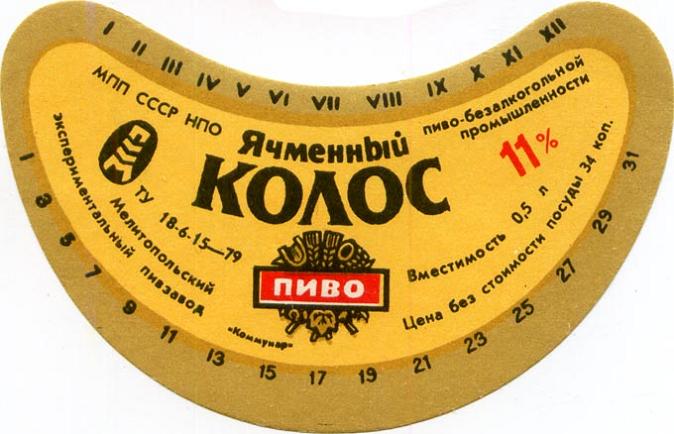 I II III IV V VI VII VIII IX X XI XII
МПП СССР НПО
пиво-безалкогольной
промышленности
Ячменный
КОЛОС
11%
ТУ 18-6-15—79
Мелитопольский
экспериментальный пивзавод
„Коммунар"
ПИВО
Вместимость 0,5 л
Цена без стоимости посуды 34 коп.
1 3 5 7 9 11 13 15 17 19 21 23 25 27 29 31